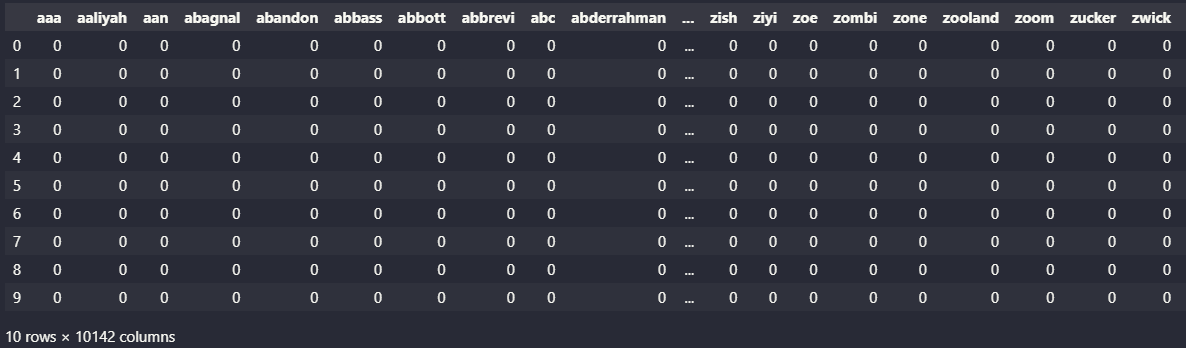 aaa aaliyah aan abagnal abandon abbass abbott abbrevi abc abderrahman ... zish ziyi zoe zombi zone zooland zoom zucker zwick
0 0 0 0 0 0 0 0 0 0 0 ... 0 0 0 0 0 0 0 0 0
1 0 0 0 0 0 0 0 0 0 0 ... 0 0 0 0 0 0 0 0 0
2 0 0 0 0 0 0 0 0 0 0 ... 0 0 0 0 0 0 0 0 0
3 0 0 0 0 0 0 0 0 0 0 ... 0 0 0 0 0 0 0 0 0
4 0 0 0 0 0 0 0 0 0 0 ... 0 0 0 0 0 0 0 0 0
5 0 0 0 0 0 0 0 0 0 0 ... 0 0 0 0 0 0 0 0 0
6 0 0 0 0 0 0 0 0 0 0 ... 0 0 0 0 0 0 0 0 0
7 0 0 0 0 0 0 0 0 0 0 ... 0 0 0 0 0 0 0 0 0
8 0 0 0 0 0 0 0 0 0 0 ... 0 0 0 0 0 0 0 0 0
9 0 0 0 0 0 0 0 0 0 0 ... 0 0 0 0 0 0 0 0 0
10 rows × 10142 columns